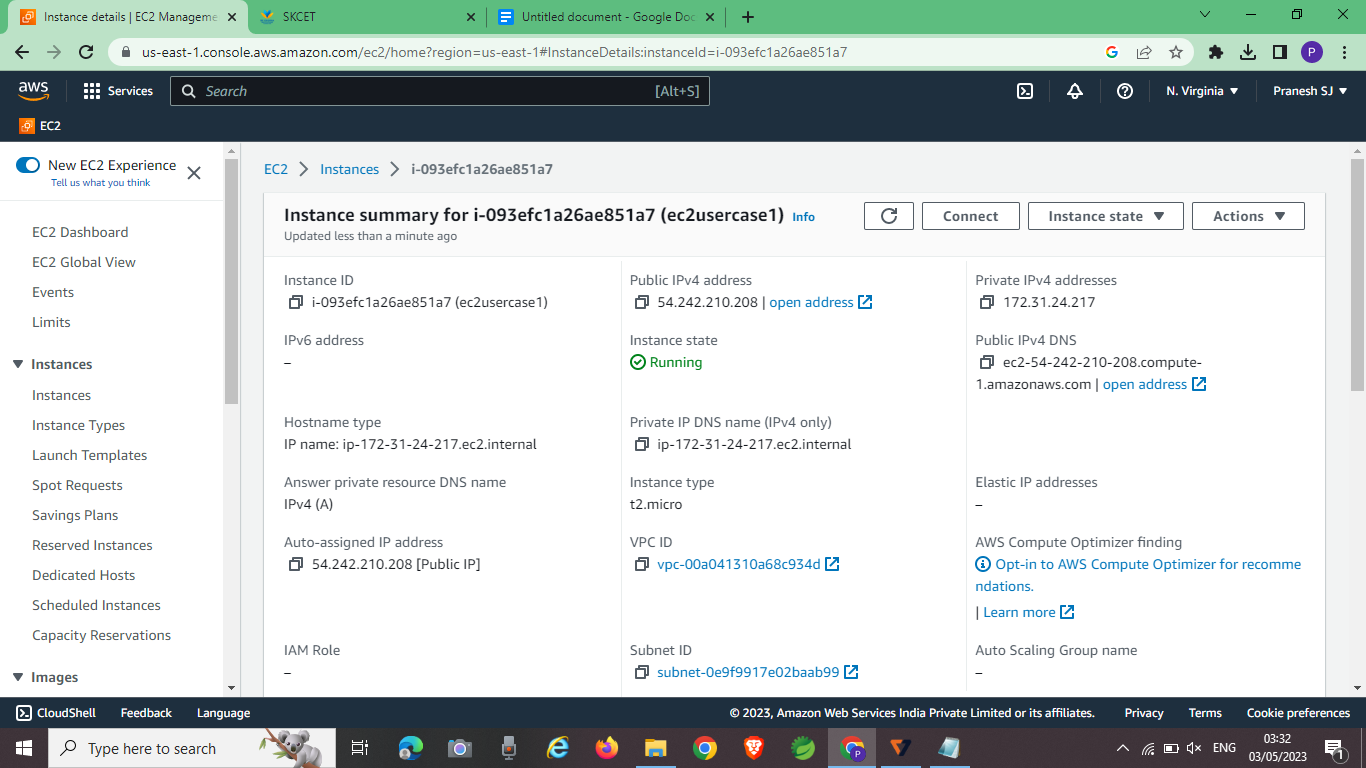 Instance details | EC2 Manageme
SKCET
Untitled document - Google Doc
us-east-1.console.aws.amazon.com/ec2/home?region=us-east-1#InstanceDetails:instanceId=i-093efc1a26ae851a7
P
aws
Services
Search
[Alt+S]
N. Virginia
Pranesh SJ
EC2
New EC2 Experience
Tell us what you think
EC2 Dashboard
EC2 Global View
Events
Limits
Instances
Instances
Instance Types
Launch Templates
Spot Requests
Savings Plans
Reserved Instances
Dedicated Hosts
Scheduled Instances
Capacity Reservations
Images
EC2 > Instances > i-093efc1a26ae851a7
Instance summary for i-093efc1a26ae851a7 (ec2usercase1) Info
Updated less than a minute ago
Connect
Instance state
Actions
Instance ID
i-093efc1a26ae851a7 (ec2usercase1)
Public IPv4 address
54.242.210.208 | open address
Private IPv4 addresses
172.31.24.217
IPv6 address
–
Instance state
Running
Public IPv4 DNS
ec2-54-242-210-208.compute-
1.amazonaws.com | open address
Hostname type
IP name: ip-172-31-24-217.ec2.internal
Private IP DNS name (IPv4 only)
ip-172-31-24-217.ec2.internal
Answer private resource DNS name
IPv4 (A)
Instance type
t2.micro
Elastic IP addresses
–
Auto-assigned IP address
54.242.210.208 [Public IP]
VPC ID
vpc-00a041310a68c934d
AWS Compute Optimizer finding
Opt-in to AWS Compute Optimizer for recomme
ndations.
| Learn more
IAM Role
–
Subnet ID
subnet-0e9f9917e02baab99
Auto Scaling Group name
–
CloudShell
Feedback
Language
© 2023, Amazon Web Services India Private Limited or its affiliates.
Privacy
Terms
Cookie preferences
Type here to search
P
ENG
03:32
03/05/2023
1